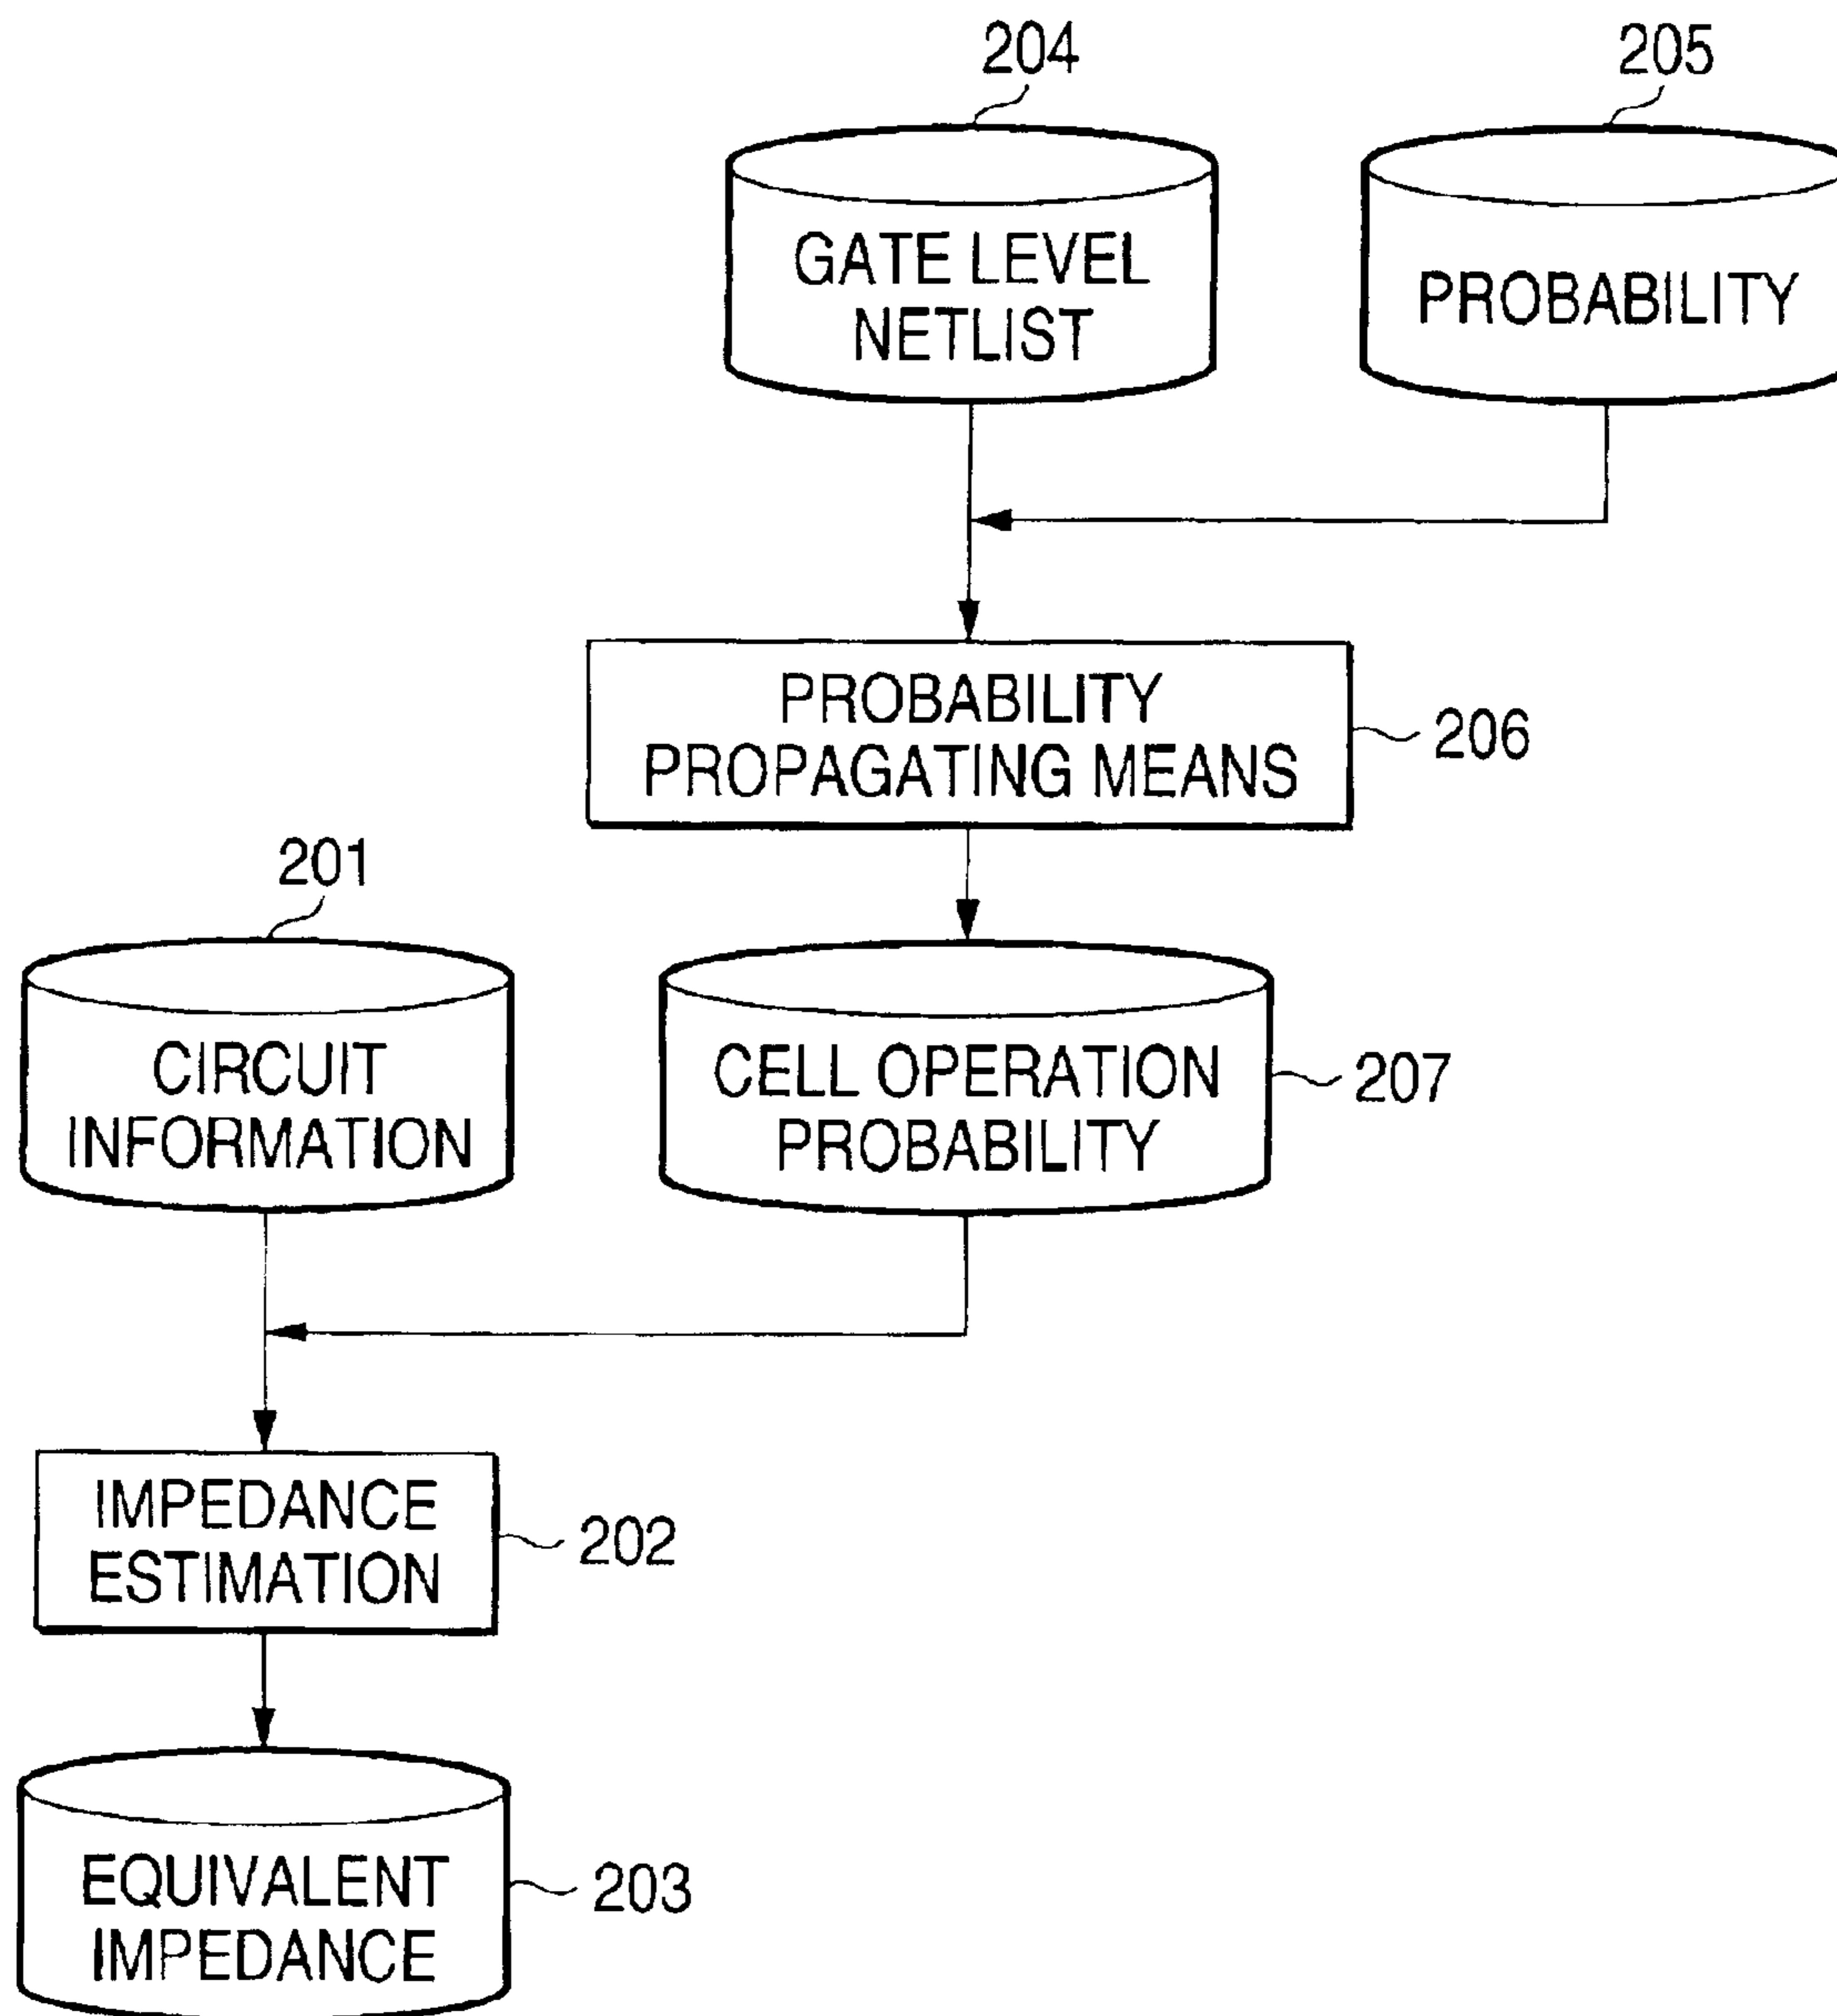 204
205
GATE LEVEL
NETLIST
PROBABILITY
PROBABILITY
PROPAGATING MEANS
206
201
CIRCUIT
INFORMATION
CELL OPERATION
PROBABILITY
207
IMPEDANCE
ESTIMATION
202
EQUIVALENT
IMPEDANCE
203